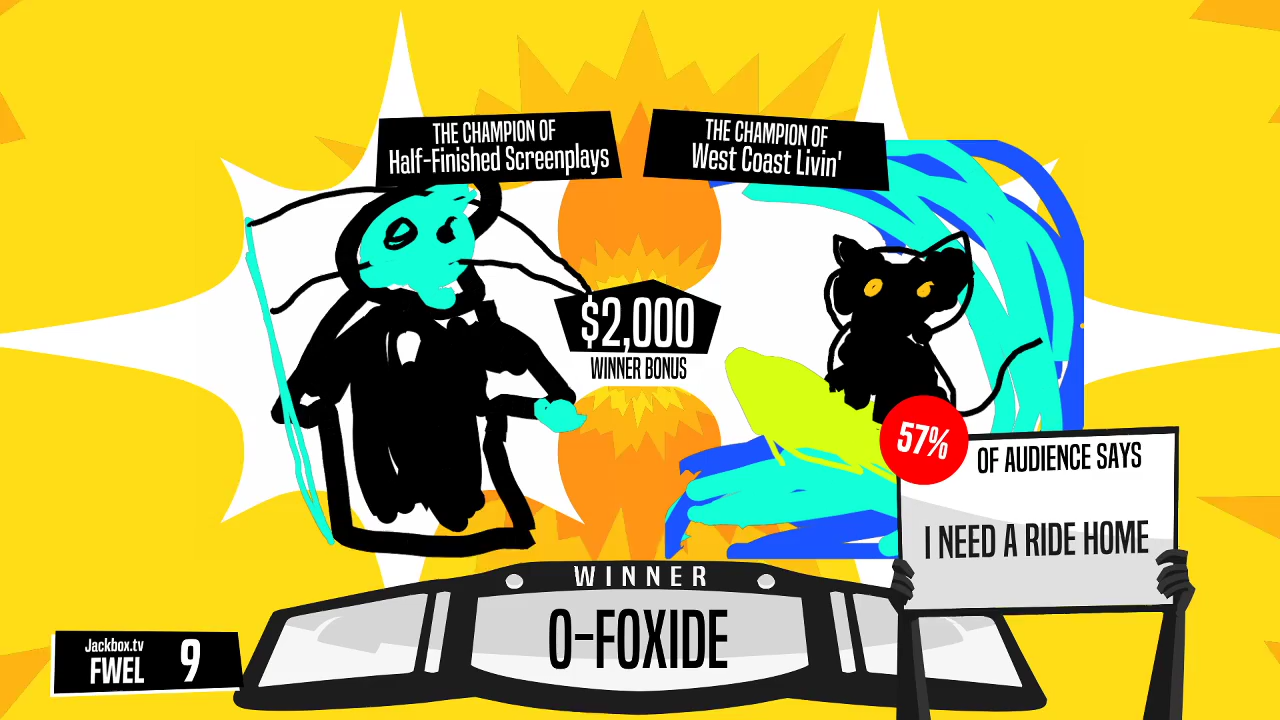 THE CHAMPION OF
Half-Finished Screenplays
THE CHAMPION OF
West Coast Livin'
$2,000
WINNER BONUS
57%
OF AUDIENCE SAYS
I NEED A RIDE HOME
WINNER
O-FOXIDE
Jackbox.tv
FWEL
9